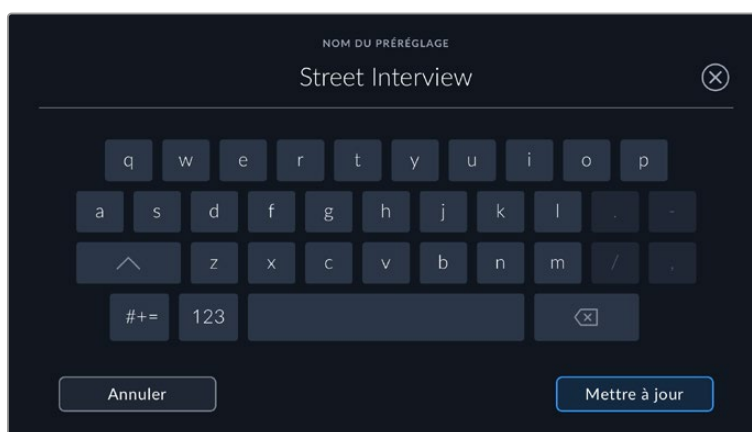 NOM DU PRÉRÉGLAGE
Street Interview
q w e r t y u i o p
a s d f g h j k l . -
z x c v b n m / ,
#+= 123
Annuler Mettre à jour